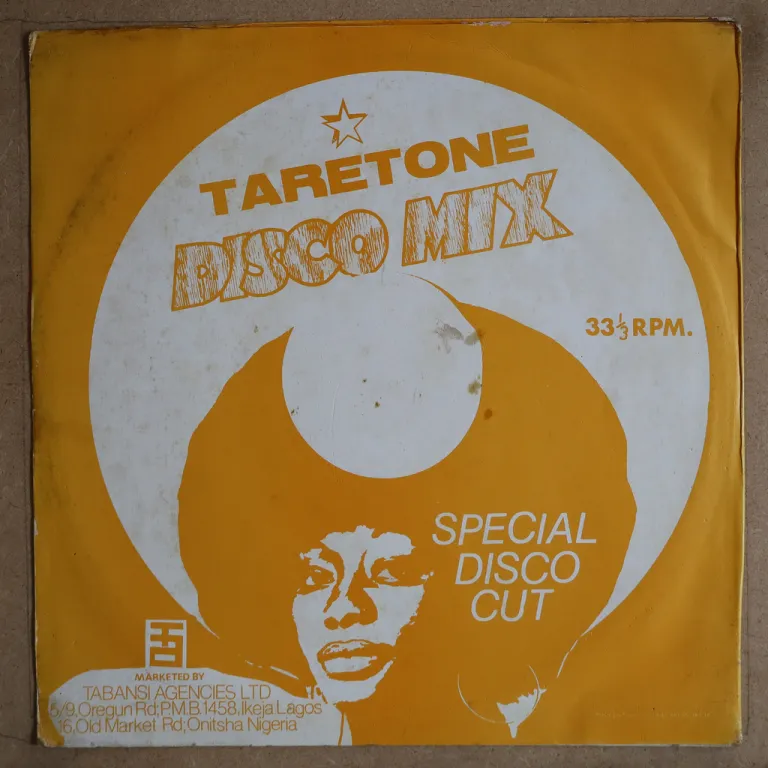 TARETONE
DISCO MIX
33⅓ RPM.
SPECIAL
DISCO
CUT
MARKETED BY
TABANSI AGENCIES LTD
5/9,Oregun Rd;P.M.B.1458,Ikeja Lagos
16,Old Market Rd;Onitsha Nigeria